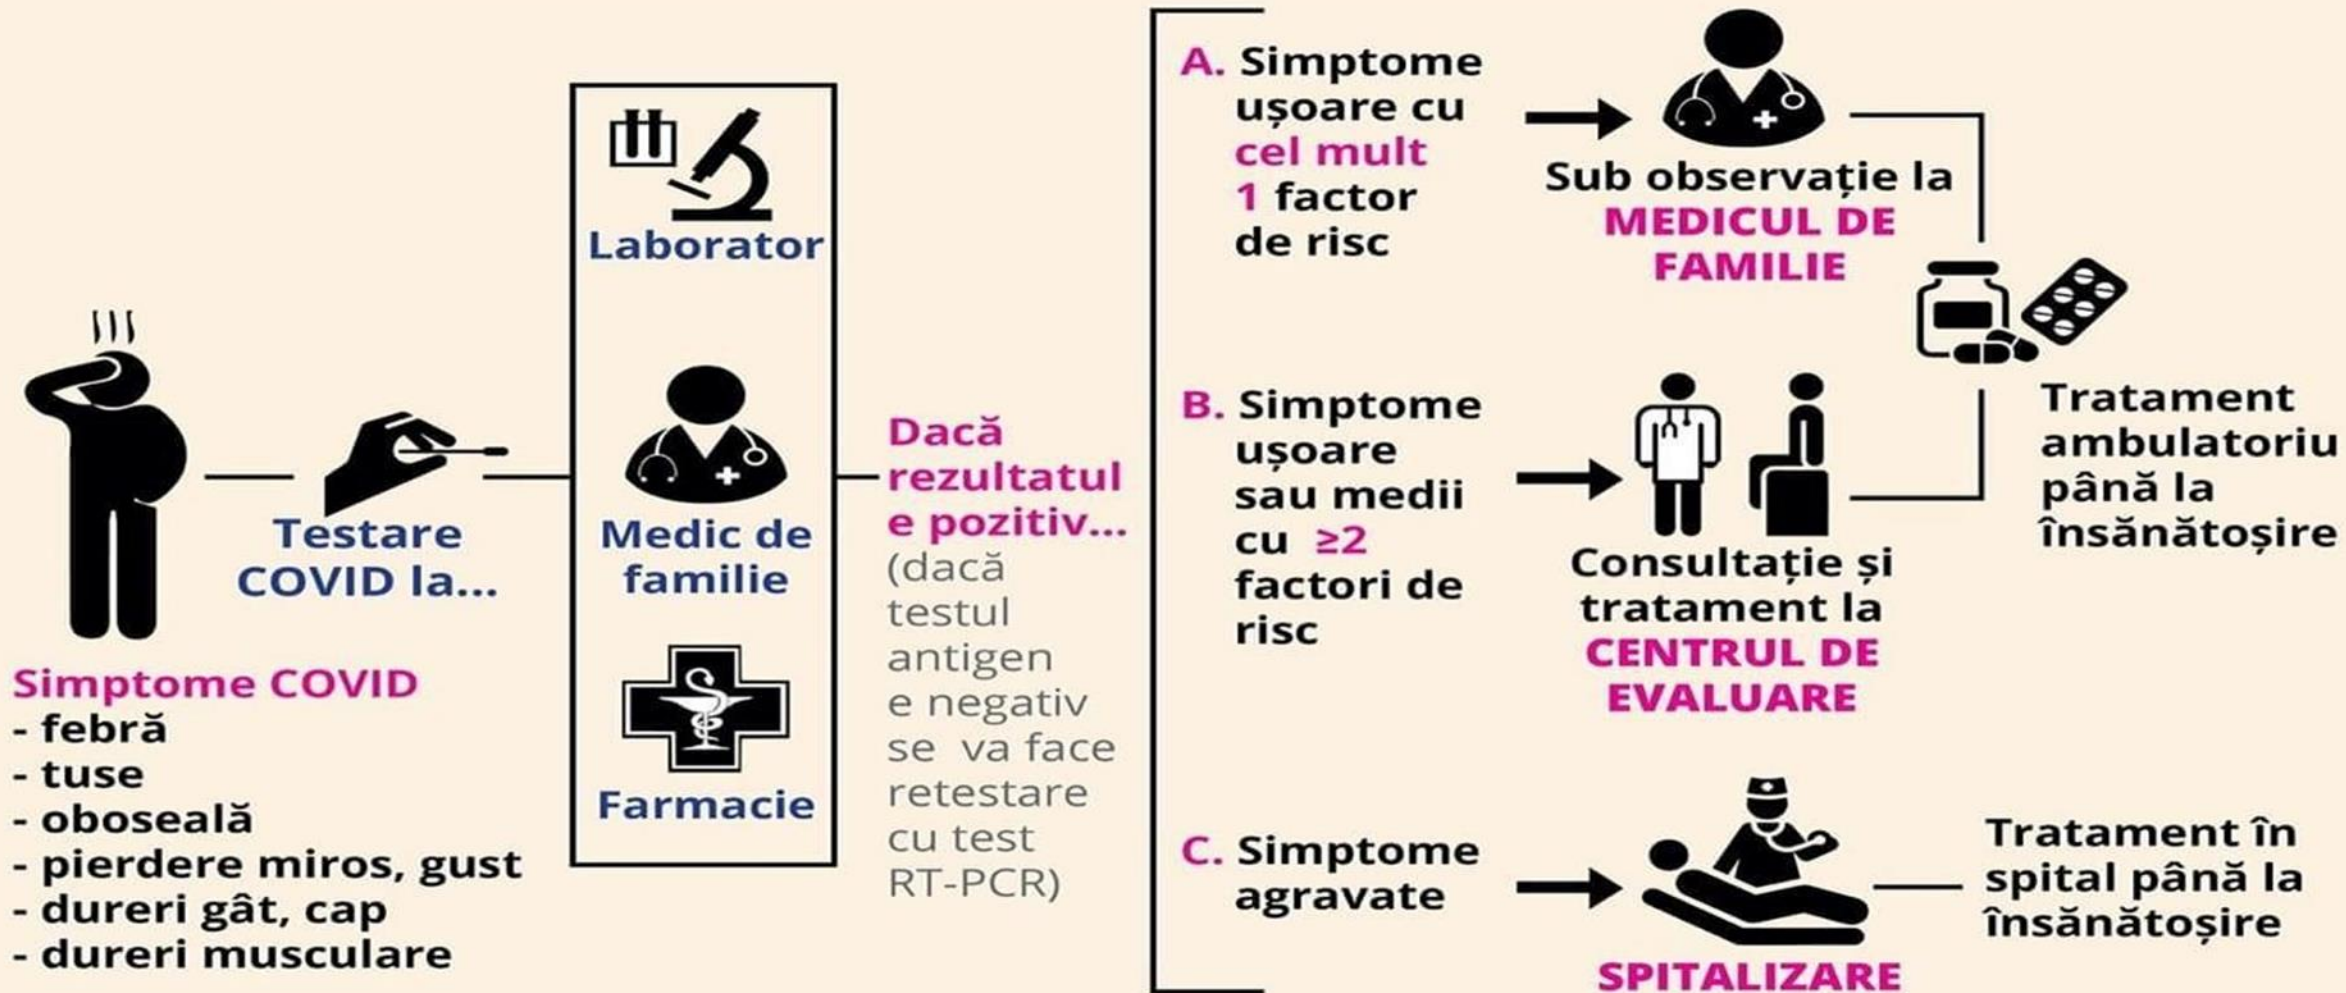 Simptome COVID
- febră
- tuse
- oboseală
- pierdere miros, gust
- dureri gât, cap
- dureri musculare
Testare
COVID la...
Laborator
Medic de
familie
Farmacie
Dacă
rezultatul
e pozitiv...
(dacă
testul
antigen
e negativ
se va face
retestare
cu test
RT-PCR)
A. Simptome
ușoare cu
cel mult
1 factor
de risc
Sub observație la
MEDICUL DE
FAMILIE
B. Simptome
ușoare
sau medii
cu ≥2
factori de
risc
Consultație și
tratament la
CENTRUL DE
EVALUARE
Tratament
ambulatoriu
până la
însănătoșire
C. Simptome
agravate
SPITALIZARE
Tratament în
spital până la
însănătoșire